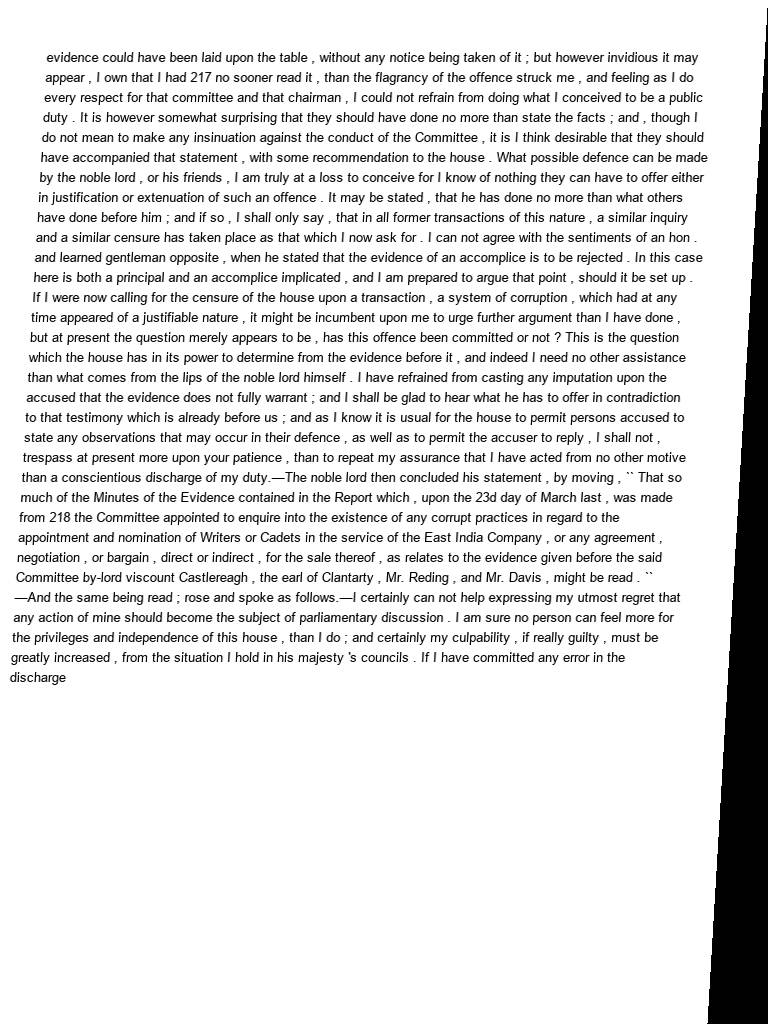 evidence could have been laid upon the table , without any notice being taken of it ; but however invidious it may
appear , I own that I had 217 no sooner read it , than the flagrancy of the offence struck me , and feeling as I do
every respect for that committee and that chairman , I could not refrain from doing what I conceived to be a public
duty . It is however somewhat surprising that they should have done no more than state the facts ; and , though I
do not mean to make any insinuation against the conduct of the Committee , it is I think desirable that they should
have accompanied that statement , with some recommendation to the house . What possible defence can be made
by the noble lord , or his friends , I am truly at a loss to conceive for I know of nothing they can have to offer either
in justification or extenuation of such an offence . It may be stated , that he has done no more than what others
have done before him ; and if so , I shall only say , that in all former transactions of this nature , a similar inquiry
and a similar censure has taken place as that which I now ask for . I can not agree with the sentiments of an hon .
and learned gentleman opposite , when he stated that the evidence of an accomplice is to be rejected . In this case
here is both a principal and an accomplice implicated , and I am prepared to argue that point , should it be set up .
If I were now calling for the censure of the house upon a transaction , a system of corruption , which had at any
time appeared of a justifiable nature , it might be incumbent upon me to urge further argument than I have done ,
but at present the question merely appears to be , has this offence been committed or not ? This is the question
which the house has in its power to determine from the evidence before it , and indeed I need no other assistance
than what comes from the lips of the noble lord himself . I have refrained from casting any imputation upon the
accused that the evidence does not fully warrant ; and I shall be glad to hear what he has to offer in contradiction
to that testimony which is already before us ; and as I know it is usual for the house to permit persons accused to
state any observations that may occur in their defence , as well as to permit the accuser to reply , I shall not ,
trespass at present more upon your patience , than to repeat my assurance that I have acted from no other motive
than a conscientious discharge of my duty.—The noble lord then concluded his statement , by moving , `` That so
much of the Minutes of the Evidence contained in the Report which , upon the 23d day of March last , was made
from 218 the Committee appointed to enquire into the existence of any corrupt practices in regard to the
appointment and nomination of Writers or Cadets in the service of the East India Company , or any agreement ,
negotiation , or bargain , direct or indirect , for the sale thereof , as relates to the evidence given before the said
Committee by-lord viscount Castlereagh , the earl of Clantarty , Mr. Reding , and Mr. Davis , might be read . ``
—And the same being read ; rose and spoke as follows.—I certainly can not help expressing my utmost regret that
any action of mine should become the subject of parliamentary discussion . I am sure no person can feel more for
the privileges and independence of this house , than I do ; and certainly my culpability , if really guilty , must be
greatly increased , from the situation I hold in his majesty 's councils . If I have committed any error in the
discharge